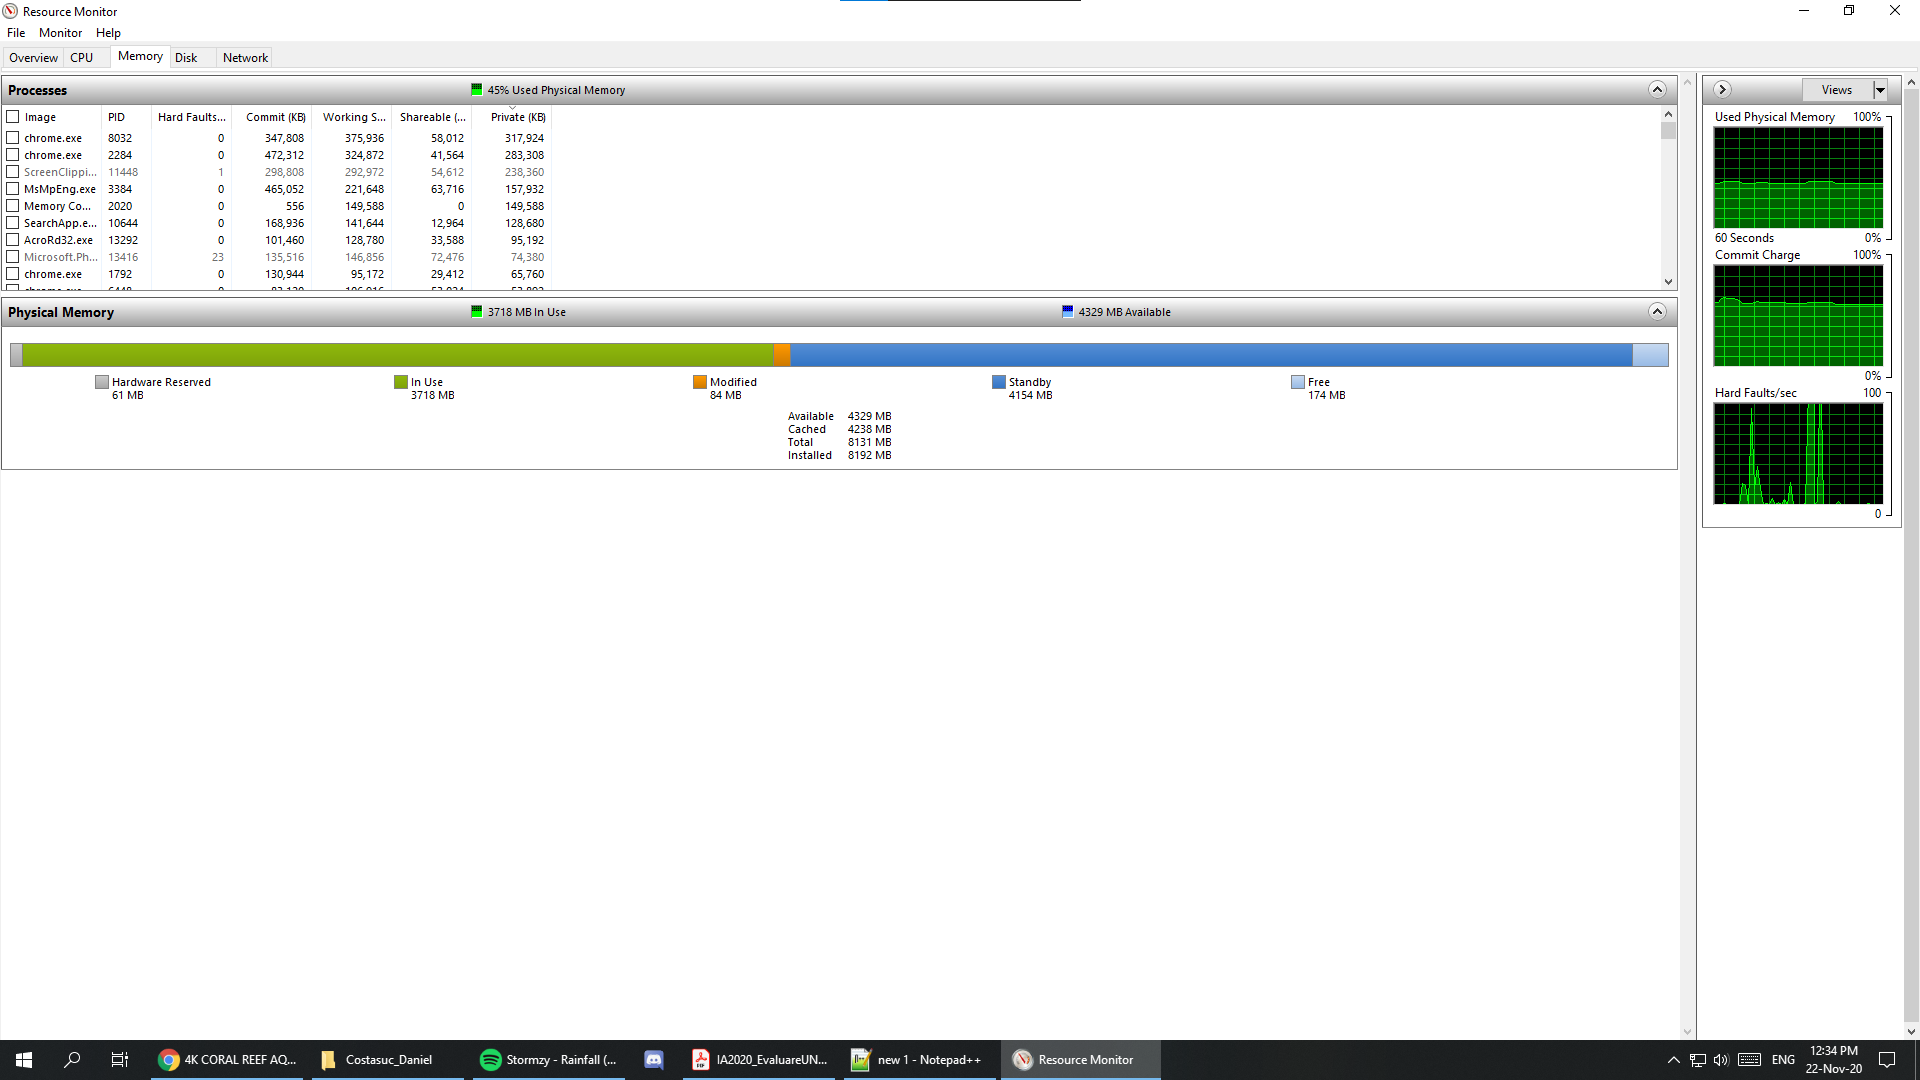 Resource Monitor
File Monitor Help
Overview CPU Memory Disk Network
Processes 45% Used Physical Memory
Image PID Hard Faults... Commit (KB) Working S... Shareable (... Private (KB)
chrome.exe 8032 0 347,808 375,936 58,012 317,924
chrome.exe 2284 0 472,312 324,872 41,564 283,308
ScreenClippi... 11448 1 298,808 292,972 54,612 238,360
MsMpEng.exe 3384 0 465,052 221,648 63,716 157,932
Memory Co... 2020 0 556 149,588 0 149,588
SearchApp.e... 10644 0 168,936 141,644 12,964 128,680
AcroRd32.exe 13292 0 101,460 128,780 33,588 95,192
Microsoft.Ph... 13416 23 135,516 146,856 72,476 74,380
chrome.exe 1792 0 130,944 95,172 29,412 65,760
Physical Memory 3718 MB In Use 4329 MB Available
Hardware Reserved In Use Modified Standby Free
61 MB 3718 MB 84 MB 4154 MB 174 MB
Available 4329 MB
Cached 4238 MB
Total 8131 MB
Installed 8192 MB
Views
Used Physical Memory 100%
60 Seconds 0%
Commit Charge 100%
0%
Hard Faults/sec 100
0
4K CORAL REEF AQ... Costasuc_Daniel Stormzy - Rainfall (... IA2020_EvaluareUN... new 1 - Notepad++ Resource Monitor ENG 12:34 PM
22-Nov-20